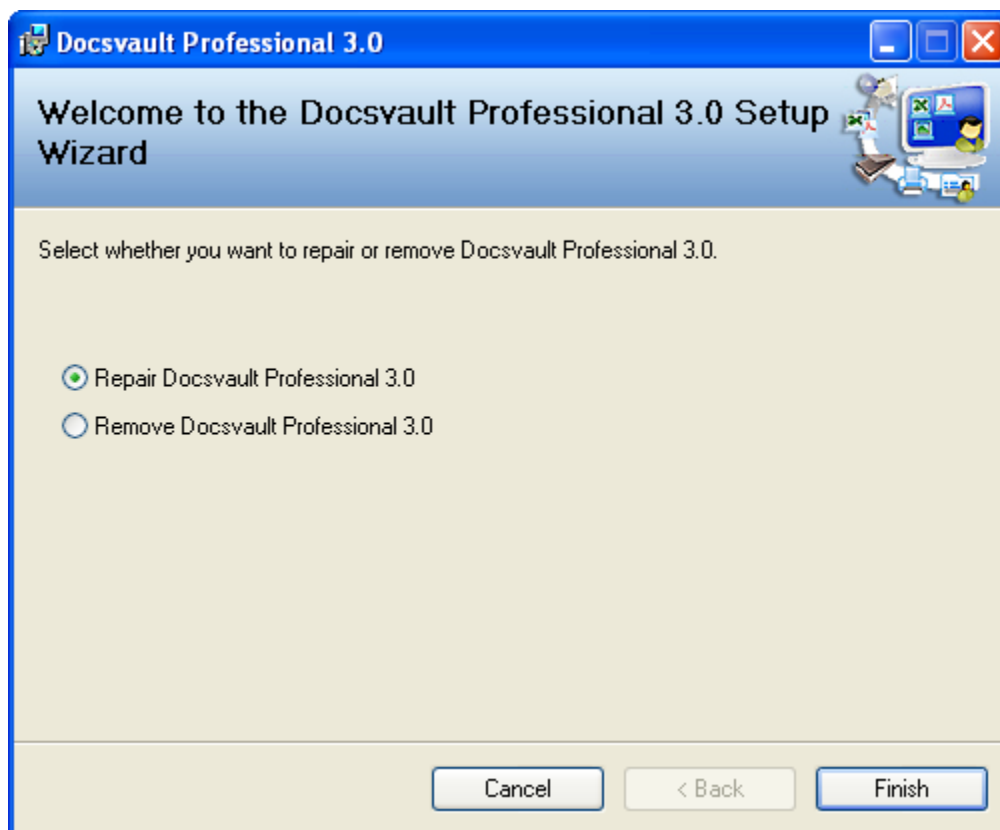 Docsvault Professional 3.0
Welcome to the Docsvault Professional 3.0 Setup
Wizard
Select whether you want to repair or remove Docsvault Professional 3.0.
Repair Docsvault Professional 3.0
Remove Docsvault Professional 3.0
Cancel
< Back
Finish